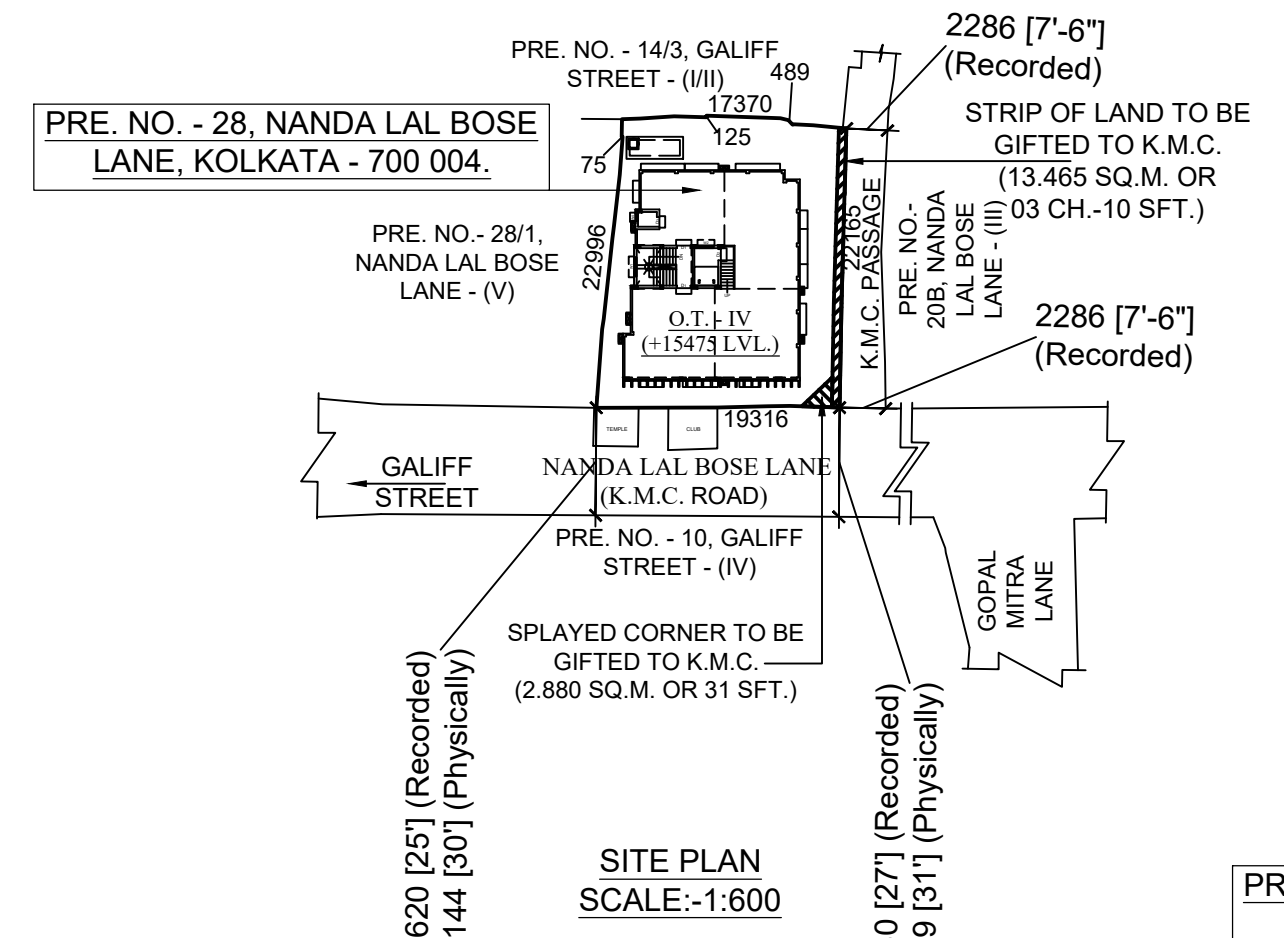 2286 [7'-6"]
(Recorded)
PRE. NO. - 14/3, GALIFF
STREET - (I/II)
489
17370
125
75
PRE. NO. - 28, NANDA LAL BOSE
LANE, KOLKATA - 700 004.
STRIP OF LAND TO BE
GIFTED TO K.M.C.
(13.465 SQ.M. OR
03 CH.-10 SFT.)
PRE. NO.- 28/1,
NANDA LAL BOSE
LANE - (V)
22996
22165
K.M.C. PASSAGE
PRE. NO.-
20B, NANDA
LAL BOSE
LANE - (III)
O.T. - IV
(+15475 LVL.)
2286 [7'-6"]
(Recorded)
19316
TEMPLE
CLUB
GALIFF
STREET
NANDA LAL BOSE LANE
(K.M.C. ROAD)
PRE. NO. - 10, GALIFF
STREET - (IV)
GOPAL
MITRA
LANE
SPLAYED CORNER TO BE
GIFTED TO K.M.C.
(2.880 SQ.M. OR 31 SFT.)
620 [25'] (Recorded)
144 [30'] (Physically)
0 [27'] (Recorded)
9 [31'] (Physically)
SITE PLAN
SCALE:-1:600
PR